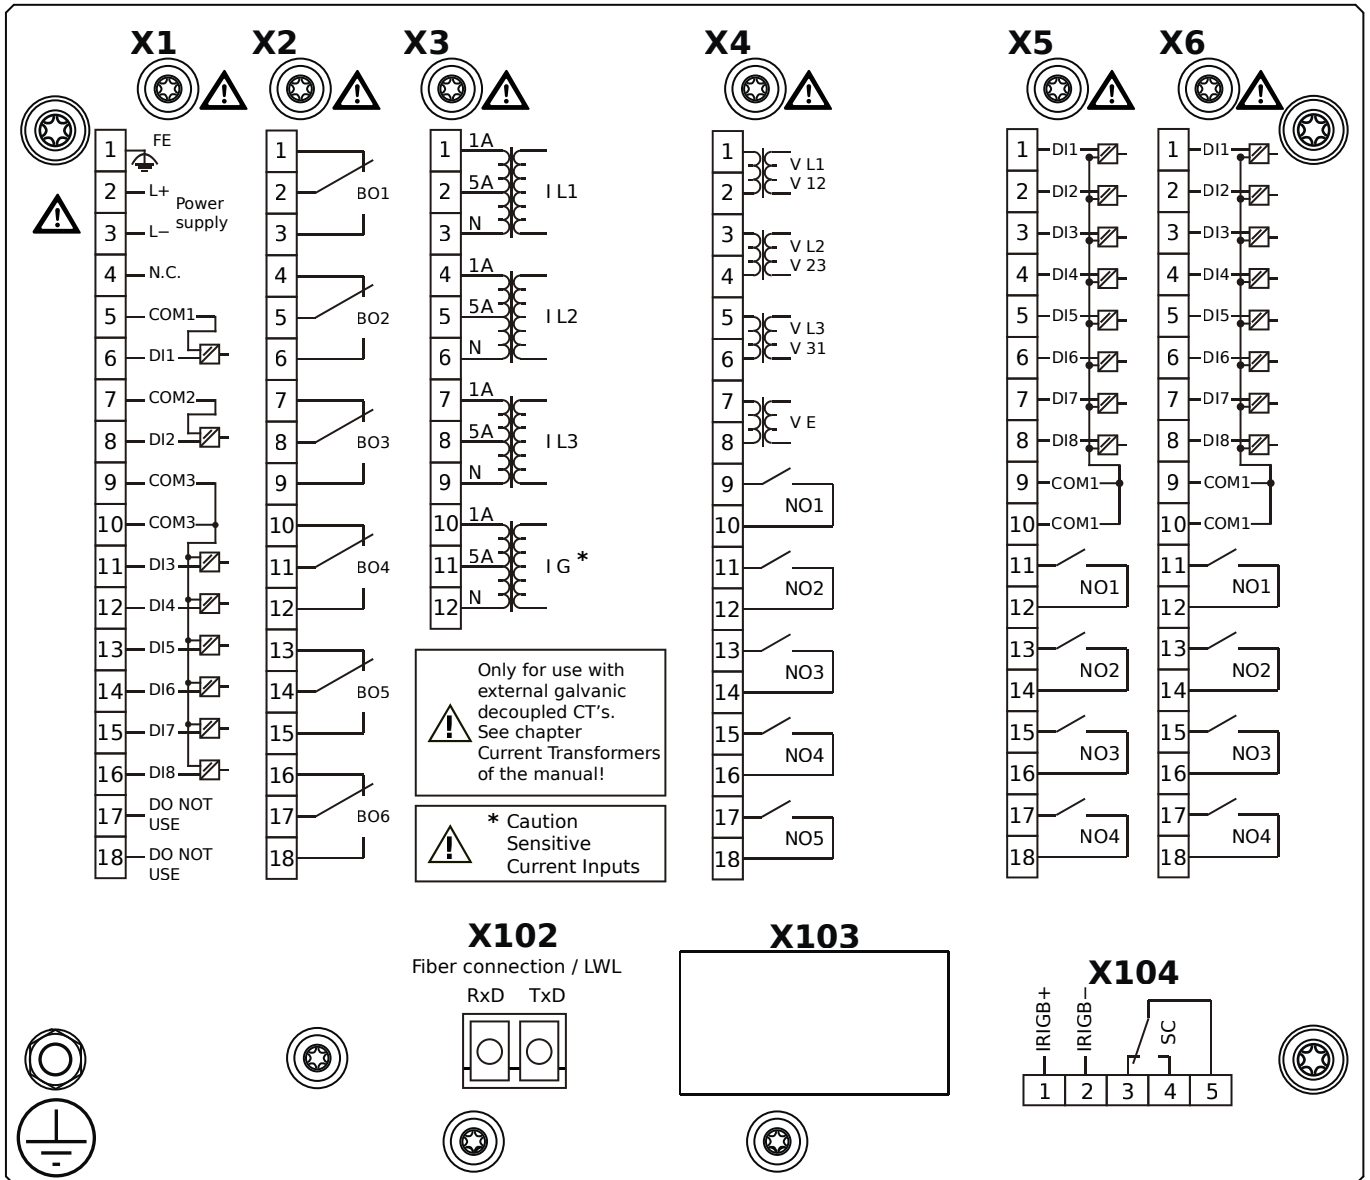 X1 X2 X3 X4 X5 X6
1 FE
2 L+ Power
supply
3 L−
4 N.C.
5 COM1
6 DI1
7 COM2
8 DI2
9 COM3
10 COM3
11 DI3
12 DI4
13 DI5
14 DI6
15 DI7
16 DI8
17 DO NOT
USE
18 DO NOT
USE
1
2 BO1
3
4
5 BO2
6
7
8 BO3
9
10
11 BO4
12
13
14 BO5
15
16
17 BO6
18
1 1A
2 5A I L1
3 N
4 1A
5 5A I L2
6 N
7 1A
8 5A I L3
9 N
10 1A
11 5A I G *
12 N
Only for use with
external galvanic
decoupled CT's.
See chapter
Current Transformers
of the manual!
* Caution
Sensitive
Current Inputs
1 V L1
2 V 12
3 V L2
4 V 23
5 V L3
6 V 31
7 V E
8
9 NO1
10
11 NO2
12
13 NO3
14
15 NO4
16
17 NO5
18
1 DI1
2 DI2
3 DI3
4 DI4
5 DI5
6 DI6
7 DI7
8 DI8
9 COM1
10 COM1
11 NO1
12
13 NO2
14
15 NO3
16
17 NO4
18
1 DI1
2 DI2
3 DI3
4 DI4
5 DI5
6 DI6
7 DI7
8 DI8
9 COM1
10 COM1
11 NO1
12
13 NO2
14
15 NO3
16
17 NO4
18
X102
Fiber connection / LWL
RxD TxD
X103
X104
IRIGB+ IRIGB− SC
1 2 3 4 5